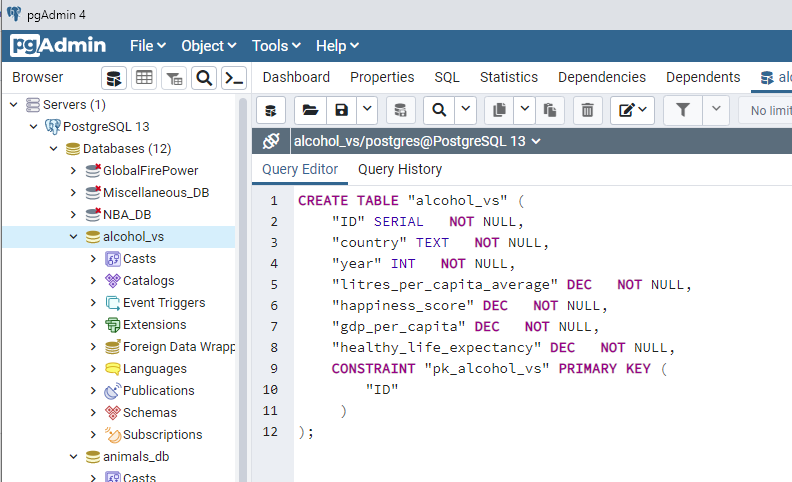 pgAdmin 4
pgAdmin File Object Tools Help
Browser
Dashboard Properties SQL Statistics Dependencies Dependents alc
No limi
Servers (1)
PostgreSQL 13
Databases (12)
GlobalFirePower
Miscellaneous_DB
NBA_DB
alcohol_vs
Casts
Catalogs
Event Triggers
Extensions
Foreign Data Wrapp
Languages
Publications
Schemas
Subscriptions
animals_db
Casts
alcohol_vs/postgres@PostgreSQL 13
Query Editor Query History
1 CREATE TABLE "alcohol_vs" (
2 "ID" SERIAL NOT NULL,
3 "country" TEXT NOT NULL,
4 "year" INT NOT NULL,
5 "litres_per_capita_average" DEC NOT NULL,
6 "happiness_score" DEC NOT NULL,
7 "gdp_per_capita" DEC NOT NULL,
8 "healthy_life_expectancy" DEC NOT NULL,
9 CONSTRAINT "pk_alcohol_vs" PRIMARY KEY (
10 "ID"
11 )
12 );